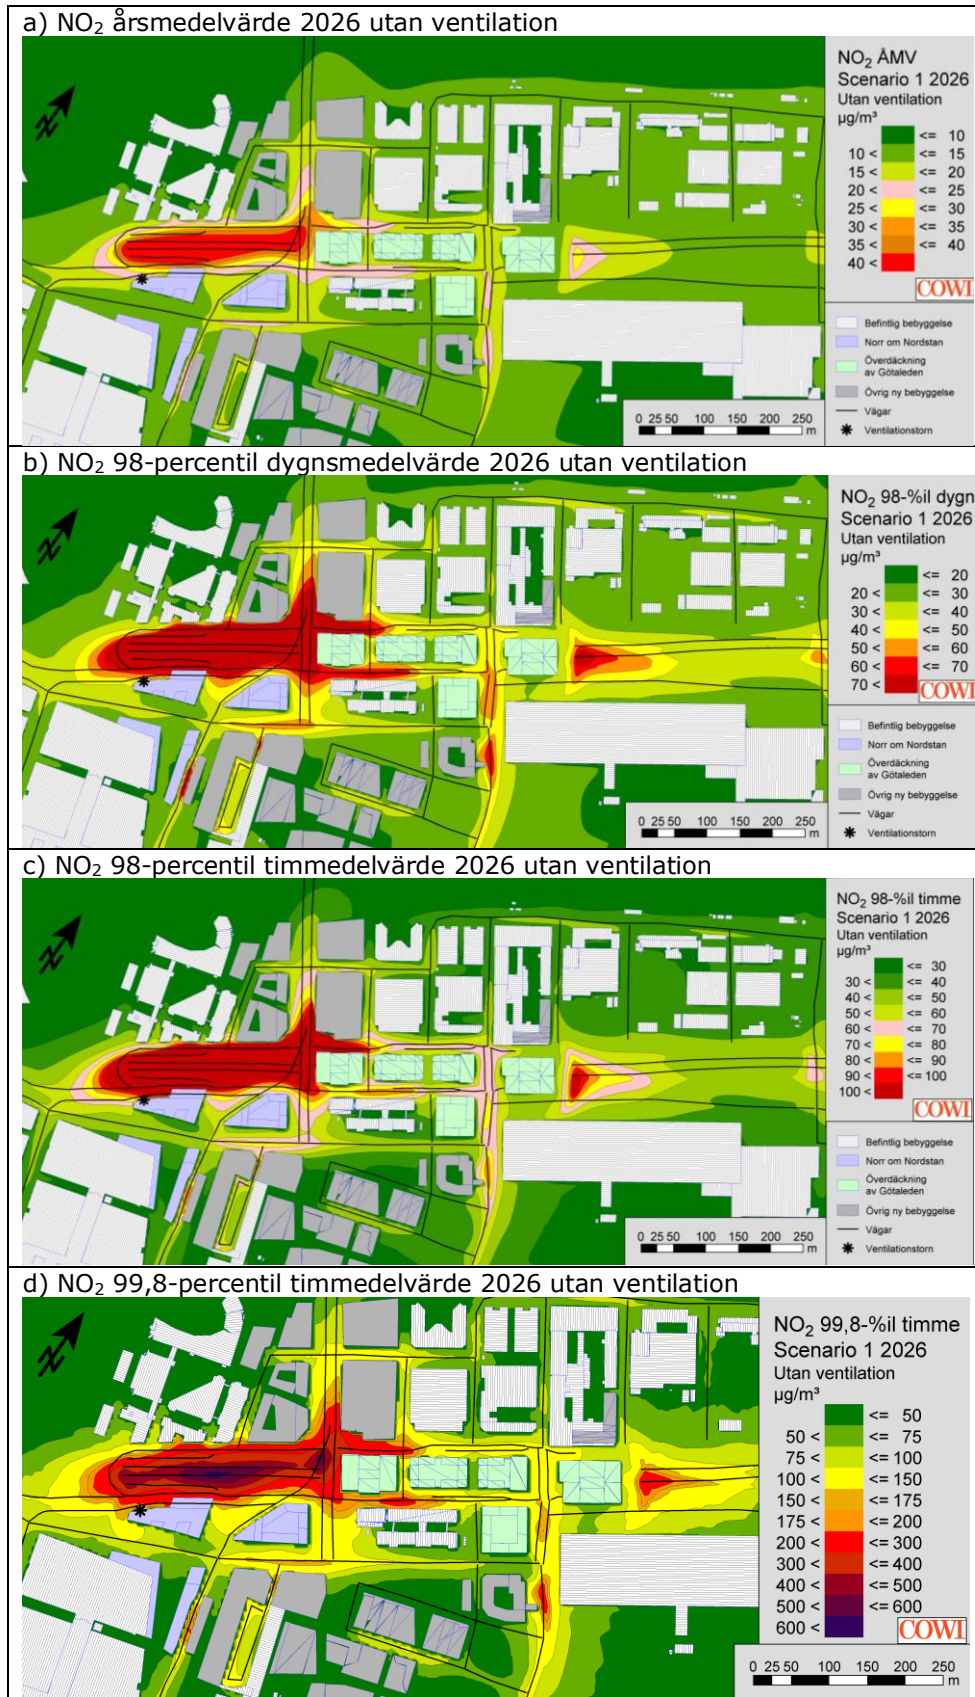 a) NO₂ årsmedelvärde 2026 utan ventilation
NO₂ ÅMV
Scenario 1 2026
Utan ventilation
µg/m³
<= 10
10 < <= 15
15 < <= 20
20 < <= 25
25 < <= 30
30 < <= 35
35 < <= 40
40 <
COWI
Befintlig bebyggelse
Norr om Nordstan
Överdäckning
av Götaleden
Övrig ny bebyggelse
Vägar
Ventilationstorn
0 25 50 100 150 200 250
m
N
b) NO₂ 98-percentil dygnsmedelvärde 2026 utan ventilation
NO₂ 98-%il dygn
Scenario 1 2026
Utan ventilation
µg/m³
<= 20
20 < <= 30
30 < <= 40
40 < <= 50
50 < <= 60
60 < <= 70
70 <
COWI
Befintlig bebyggelse
Norr om Nordstan
Överdäckning
av Götaleden
Övrig ny bebyggelse
Vägar
Ventilationstorn
0 25 50 100 150 200 250
m
N
c) NO₂ 98-percentil timmedelvärde 2026 utan ventilation
NO₂ 98-%il timme
Scenario 1 2026
Utan ventilation
µg/m³
<= 30
30 < <= 40
40 < <= 50
50 < <= 60
60 < <= 70
70 < <= 80
80 < <= 90
90 < <= 100
100 <
COWI
Befintlig bebyggelse
Norr om Nordstan
Överdäckning
av Götaleden
Övrig ny bebyggelse
Vägar
Ventilationstorn
0 25 50 100 150 200 250
m
N
d) NO₂ 99,8-percentil timmedelvärde 2026 utan ventilation
NO₂ 99,8-%il timme
Scenario 1 2026
Utan ventilation
µg/m³
<= 50
50 < <= 75
75 < <= 100
100 < <= 150
150 < <= 175
175 < <= 200
200 < <= 300
300 < <= 400
400 < <= 500
500 < <= 600
600 <
COWI
0 25 50 100 150 200 250
m
N